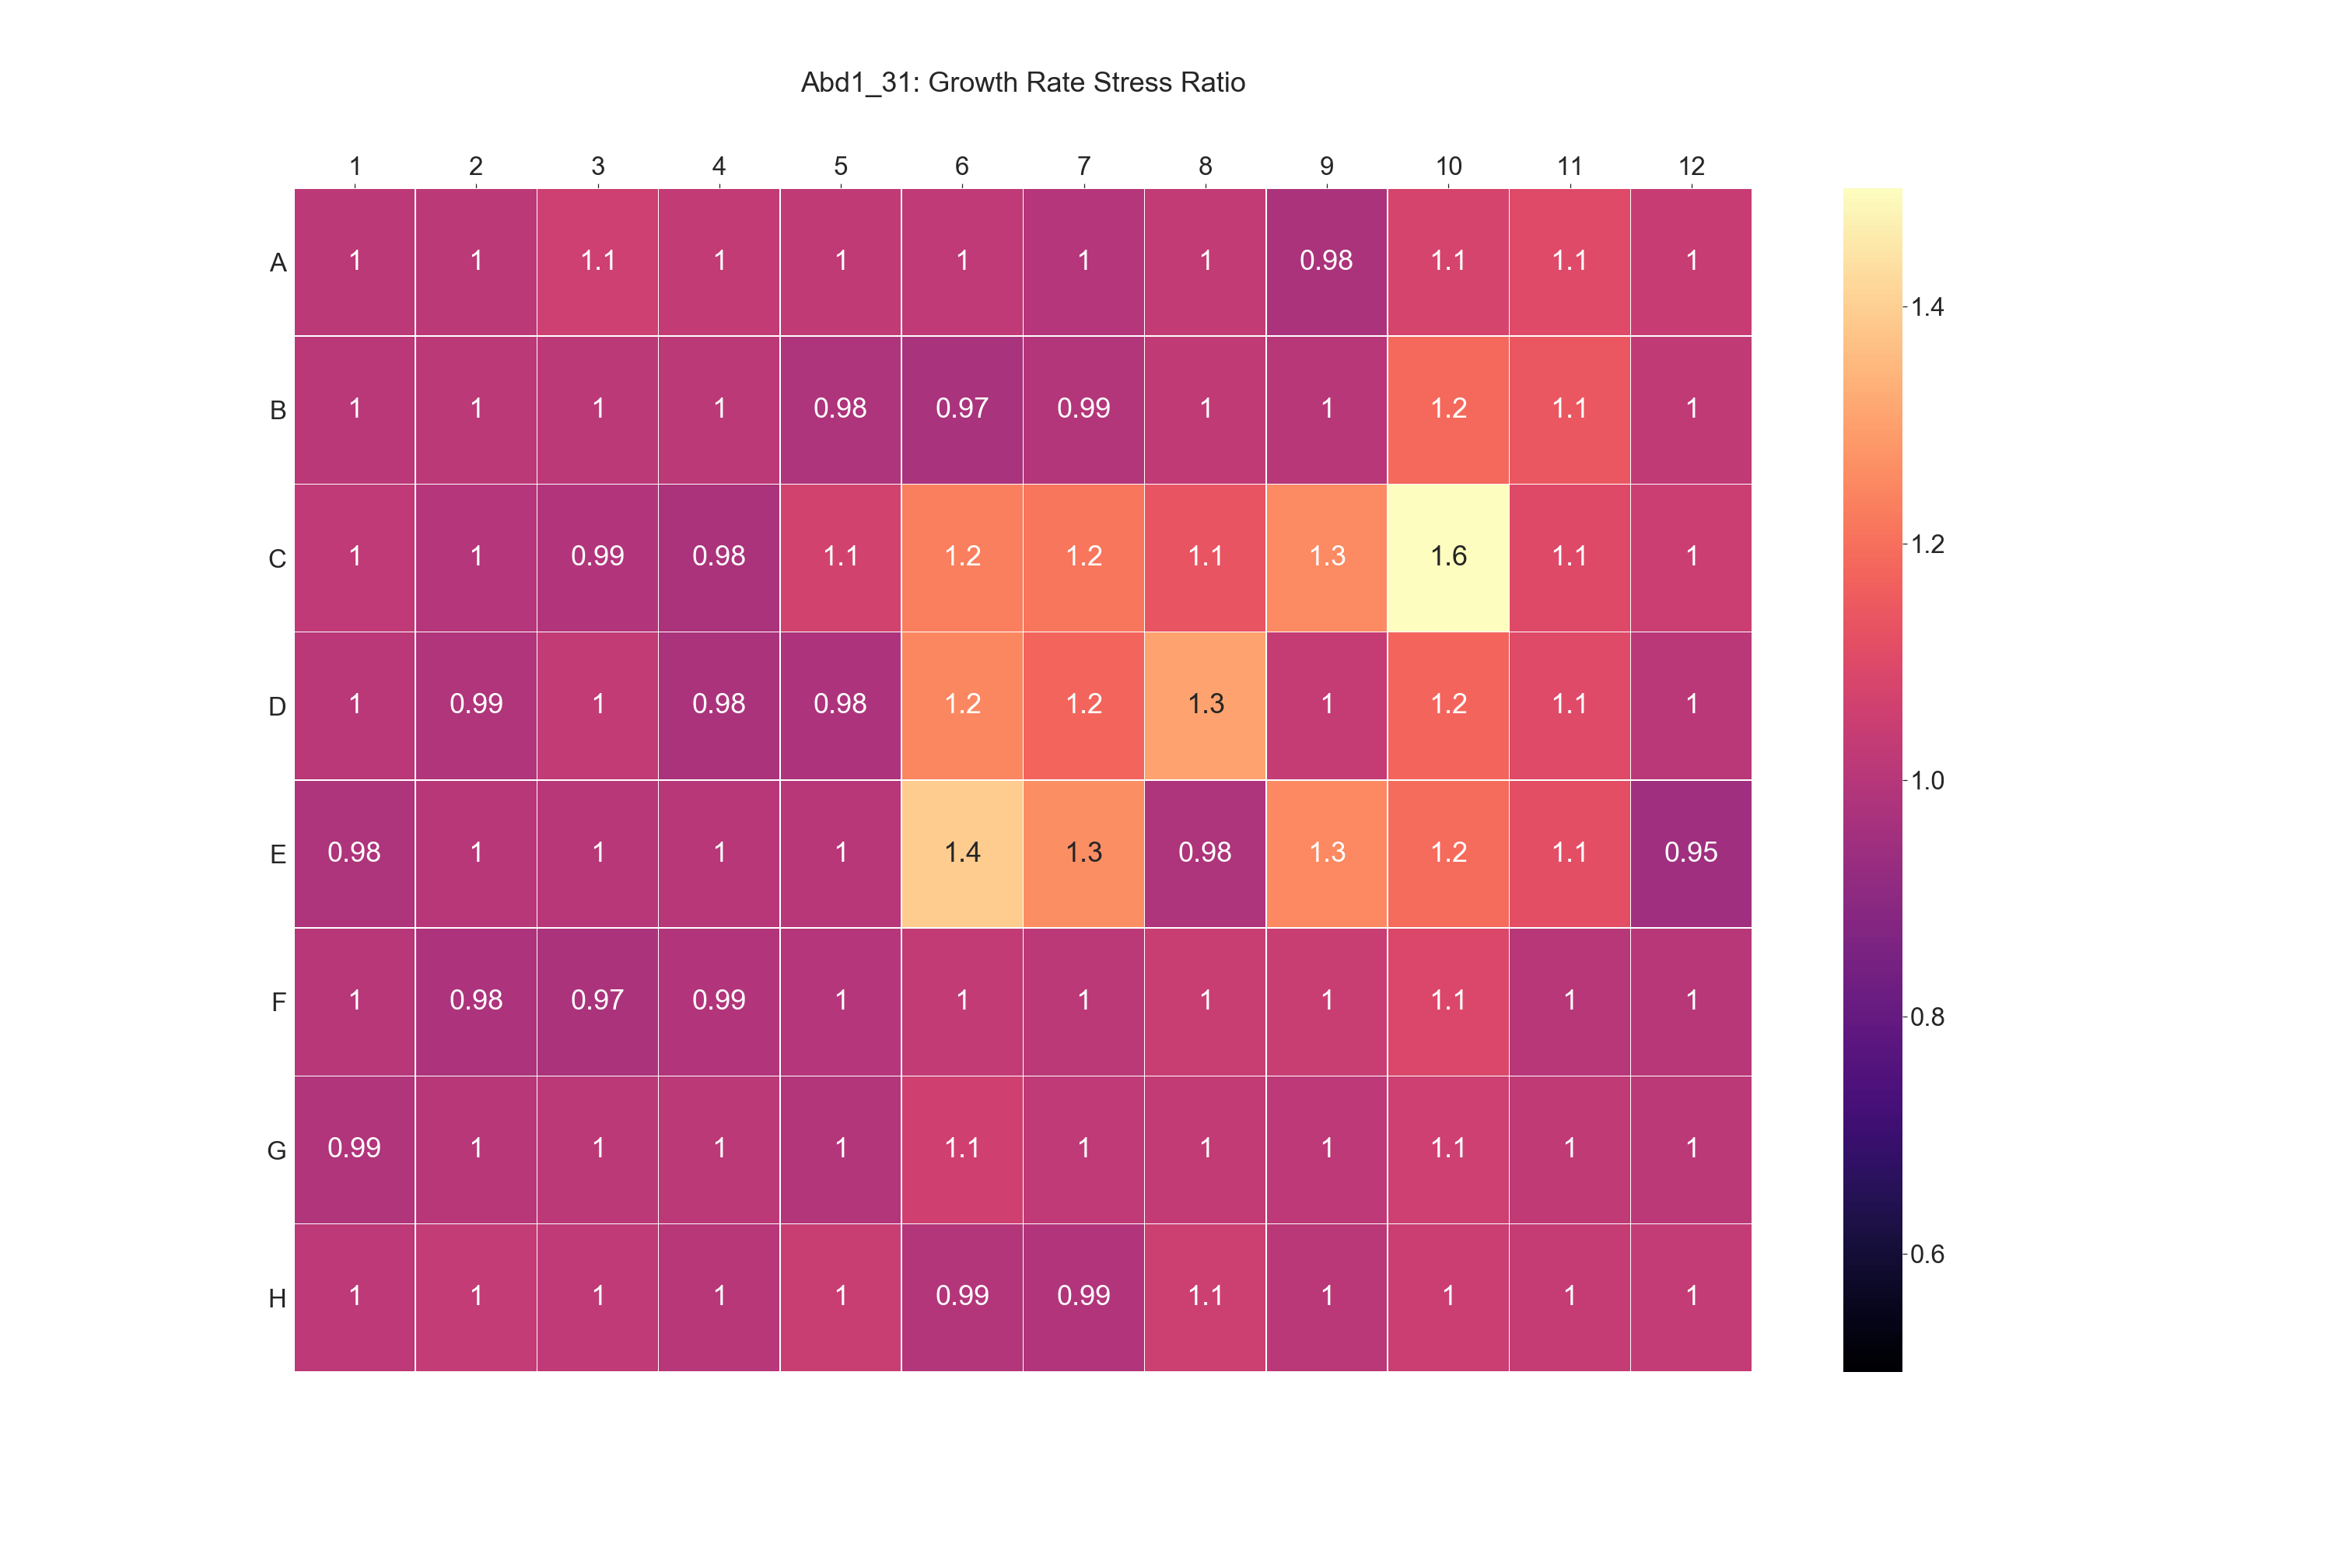 Abd1_31: Growth Rate Stress Ratio
1 2 3 4 5 6 7 8 9 10 11 12
A 1 1 1.1 1 1 1 1 1 0.98 1.1 1.1 1
B 1 1 1 1 0.98 0.97 0.99 1 1 1.2 1.1 1
C 1 1 0.99 0.98 1.1 1.2 1.2 1.1 1.3 1.6 1.1 1
D 1 0.99 1 0.98 0.98 1.2 1.2 1.3 1 1.2 1.1 1
E 0.98 1 1 1 1 1.4 1.3 0.98 1.3 1.2 1.1 0.95
F 1 0.98 0.97 0.99 1 1 1 1 1 1.1 1 1
G 0.99 1 1 1 1 1.1 1 1 1 1.1 1 1
H 1 1 1 1 1 0.99 0.99 1.1 1 1 1 1
1.4
1.2
1.0
0.8
0.6